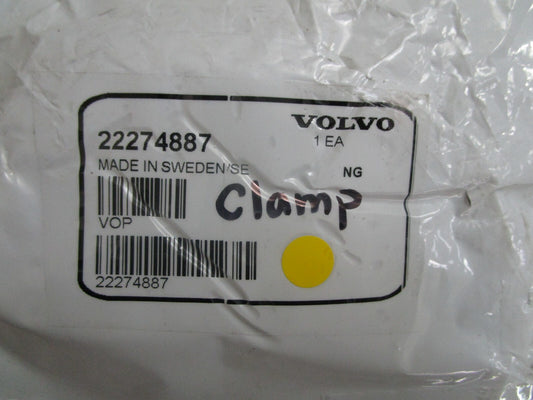 22274887 VOLVO
1 EA
MADE IN SWEDEN/SE NG
Clamp
VOP
22274887